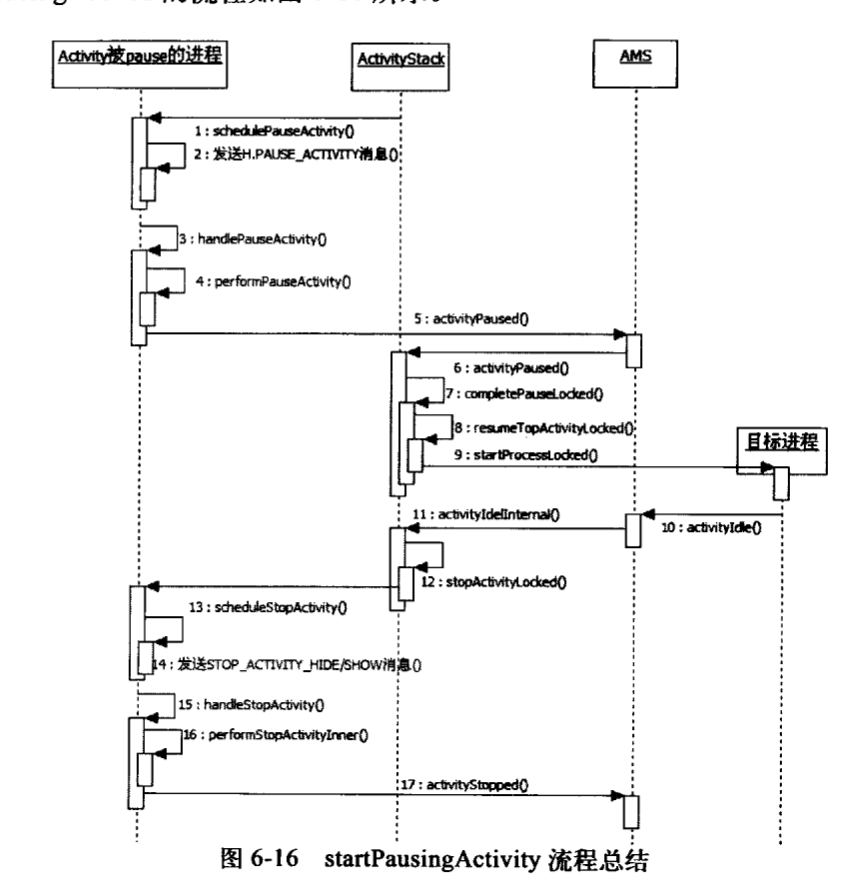 Activity被pause的进程
ActivityStack
AMS
1 : schedulePauseActivity()
2 : 发送H.PAUSE_ACTIVITY消息()
3 : handlePauseActivity()
4 : performPauseActivity()
5 : activityPaused()
6 : activityPaused()
7 : completePauseLocked()
8 : resumeTopActivityLocked()
目标进程
9 : startProcessLocked()
11 : activityIdelInternal()
10 : activityIdle()
12 : stopActivityLocked()
13 : scheduleStopActivity()
14 : 发送STOP_ACTIVITY_HIDE/SHOW消息()
15 : handleStopActivity()
16 : performStopActivityInner()
17 : activityStopped()
图 6-16 startPausingActivity 流程总结